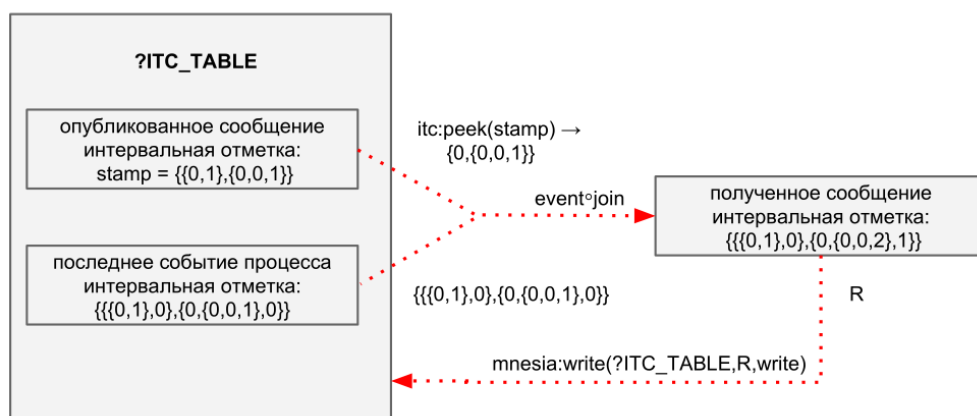 ?ITC_TABLE
опубликованное сообщение
интервальная отметка:
stamp = {{0,1},{0,0,1}}
itc:peek(stamp) →
{0,{0,0,1}}
event∘join
полученное сообщение
интервальная отметка:
{{{0,1},0},{0,{0,0,2},1}}
последнее событие процесса
интервальная отметка:
{{{0,1},0},{0,{0,0,1},0}}
{{{0,1},0},{0,{0,0,1},0}}
R
mnesia:write(?ITC_TABLE,R,write)